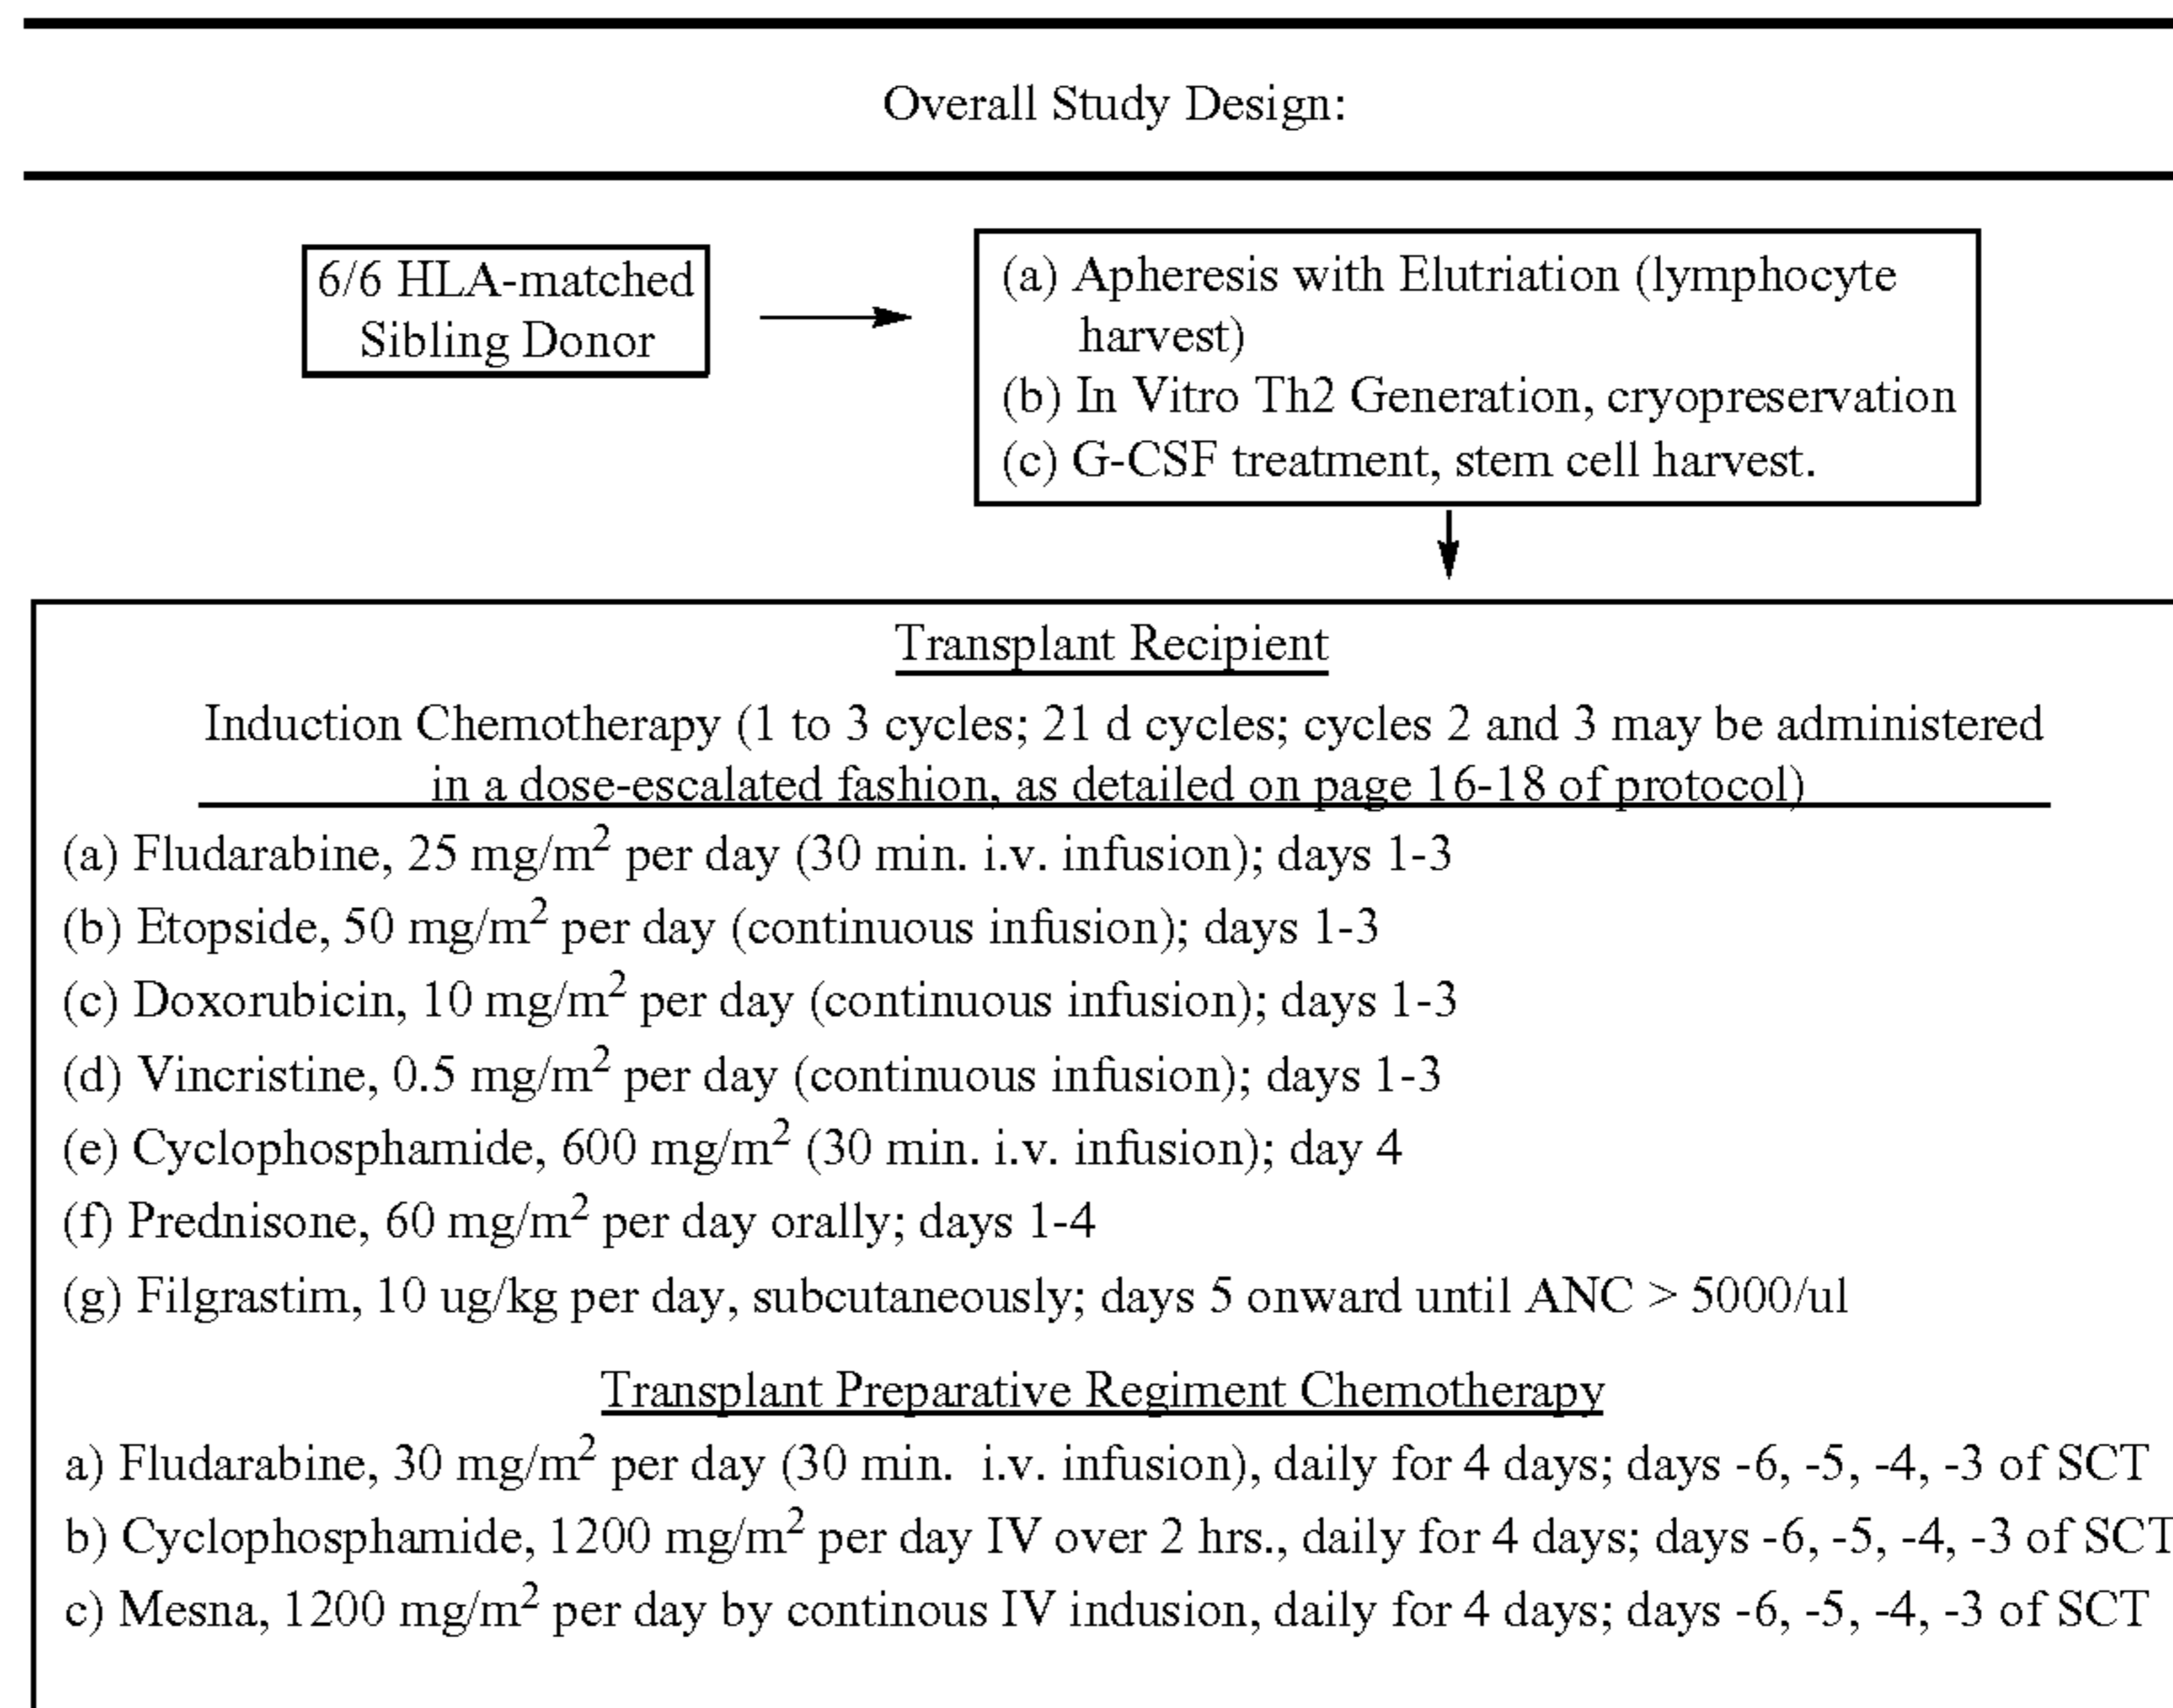 Overall Study Design:
6/6 HLA-matched
Sibling Donor
(a) Apheresis with Elutriation (lymphocyte
harvest)
(b) In Vitro Th2 Generation, cryopreservation
(c) G-CSF treatment, stem cell harvest.
Transplant Recipient
Induction Chemotherapy (1 to 3 cycles; 21 d cycles; cycles 2 and 3 may be administered
in a dose-escalated fashion, as detailed on page 16-18 of protocol)
(a) Fludarabine, 25 mg/m² per day (30 min. i.v. infusion); days 1-3
(b) Etopside, 50 mg/m² per day (continuous infusion); days 1-3
(c) Doxorubicin, 10 mg/m² per day (continuous infusion); days 1-3
(d) Vincristine, 0.5 mg/m² per day (continuous infusion); days 1-3
(e) Cyclophosphamide, 600 mg/m² (30 min. i.v. infusion); day 4
(f) Prednisone, 60 mg/m² per day orally; days 1-4
(g) Filgrastim, 10 ug/kg per day, subcutaneously; days 5 onward until ANC > 5000/ul
Transplant Preparative Regiment Chemotherapy
a) Fludarabine, 30 mg/m² per day (30 min. i.v. infusion), daily for 4 days; days -6, -5, -4, -3 of SCT
b) Cyclophosphamide, 1200 mg/m² per day IV over 2 hrs., daily for 4 days; days -6, -5, -4, -3 of SCT
c) Mesna, 1200 mg/m² per day by continous IV indusion, daily for 4 days; days -6, -5, -4, -3 of SCT